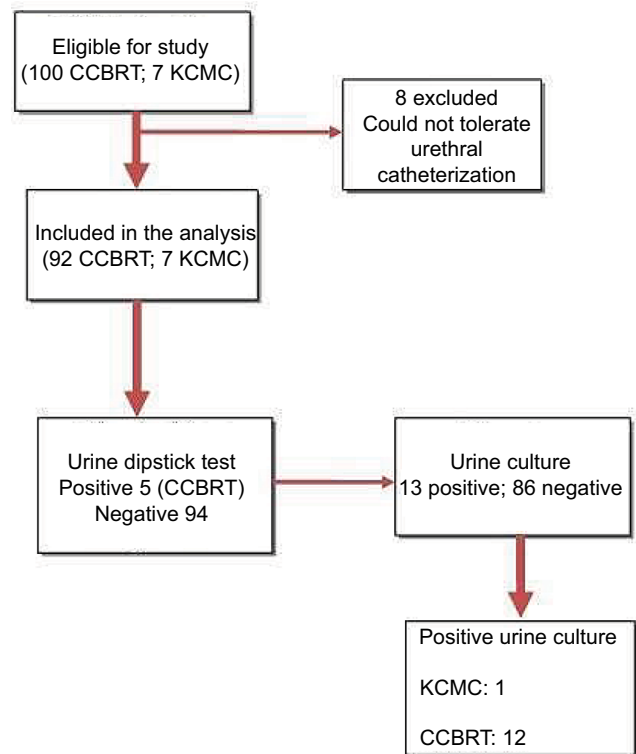 Eligible for study
(100 CCBRT; 7 KCMC)
8 excluded
Could not tolerate
urethral
catheterization
Included in the analysis
(92 CCBRT; 7 KCMC)
Urine dipstick test
Positive 5 (CCBRT)
Negative 94
Urine culture
13 positive; 86 negative
Positive urine culture
KCMC: 1
CCBRT: 12